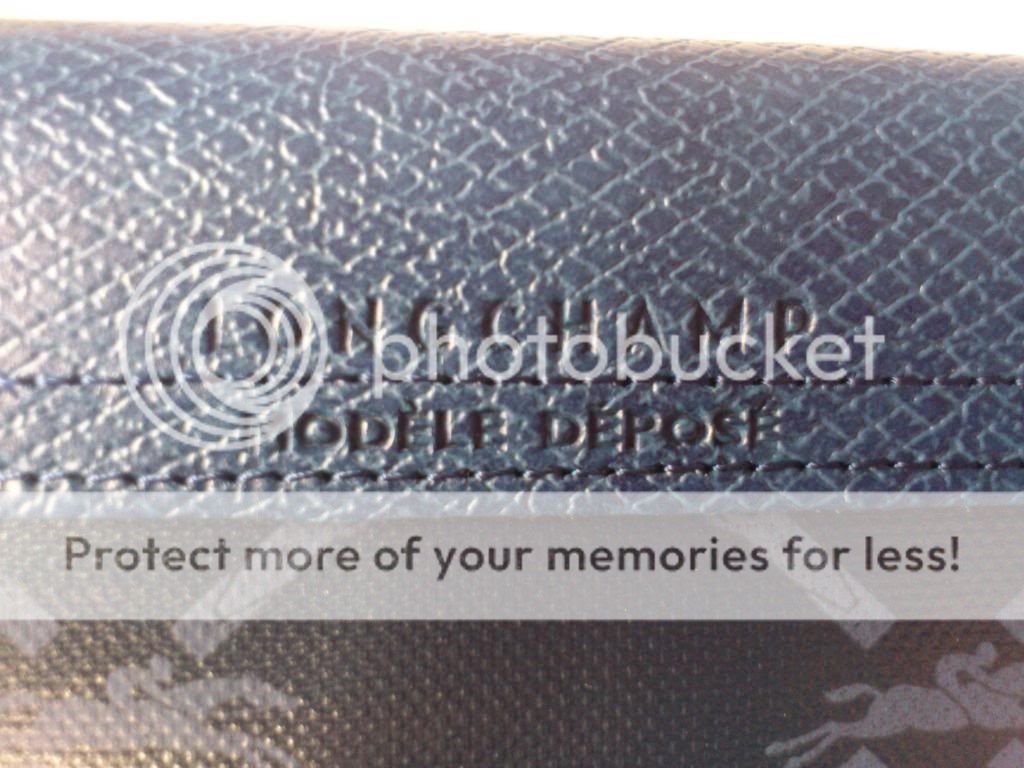 LONGCHAMP
photobucket
MODÈLE DÉPOSÉ
Protect more of your memories for less!